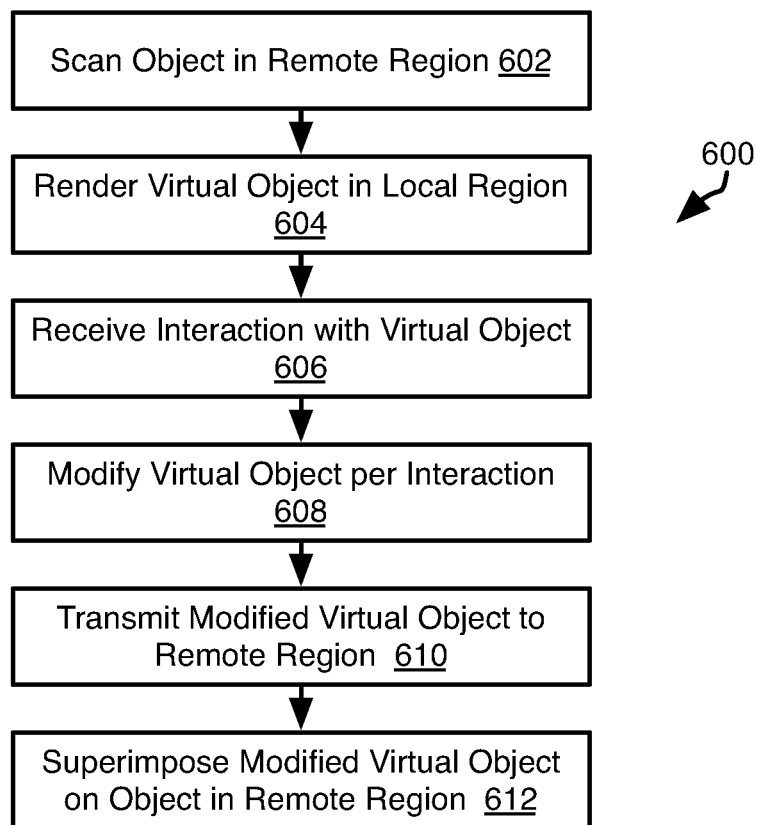 Scan Object in Remote Region 602
Render Virtual Object in Local Region
604
600
Receive Interaction with Virtual Object
606
Modify Virtual Object per Interaction
608
Transmit Modified Virtual Object to
Remote Region 610
Superimpose Modified Virtual Object
on Object in Remote Region 612